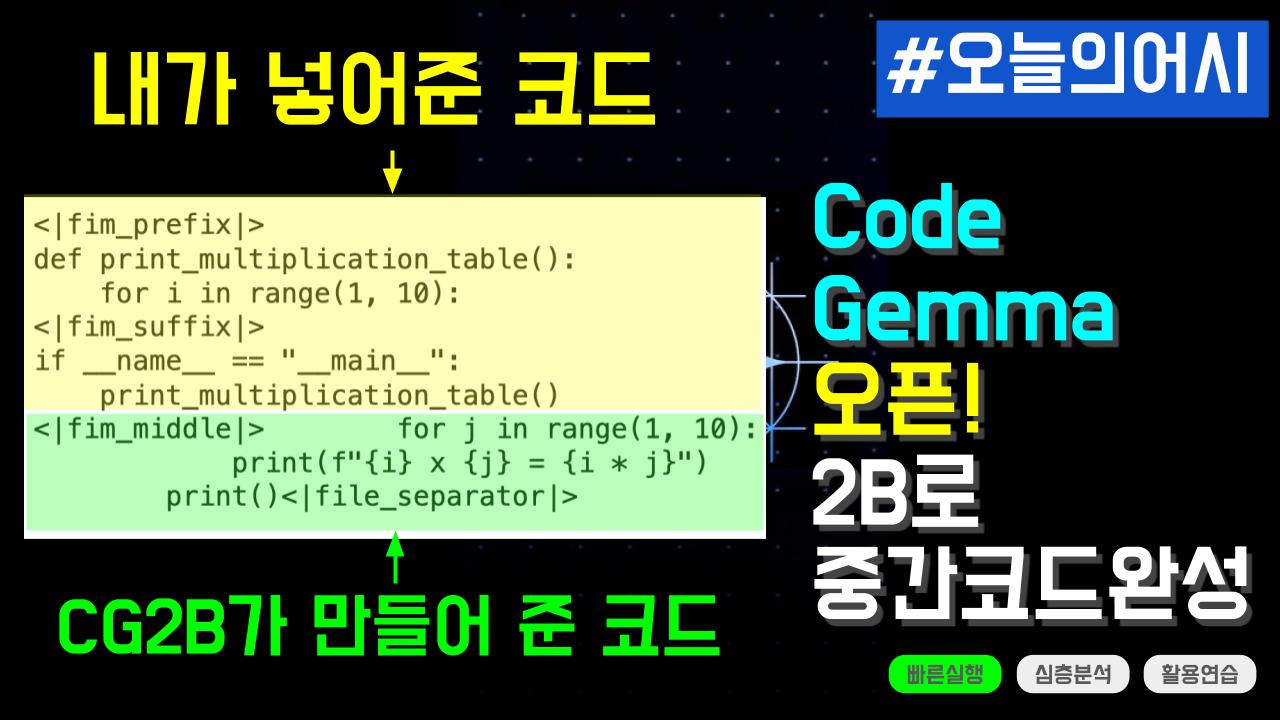 내가 넣어준 코드
<|fim_prefix|>
def print_multiplication_table():
    for i in range(1, 10):
<|fim_suffix|>
if __name__ == "__main__":
    print_multiplication_table()
<|fim_middle|>        for j in range(1, 10):
            print(f"{i} x {j} = {i * j}")
        print()<|file_separator|>
CG2B가 만들어 준 코드
#오늘의어시
Code
Gemma
오픈!
2B로
중간코드완성
빠른실행 심층분석 활용연습